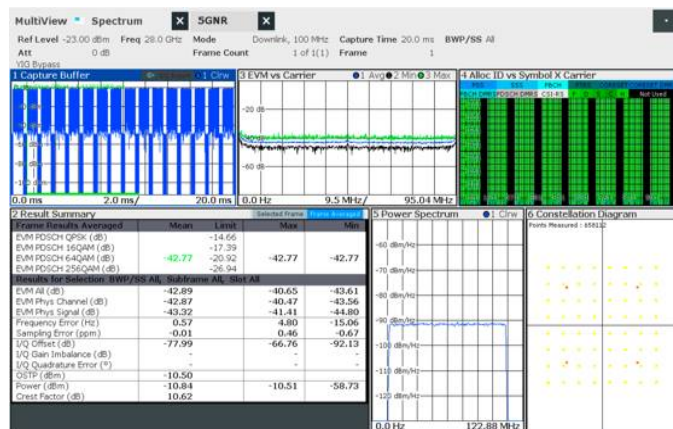 MultiView Spectrum X 5GNR X
Ref Level -23.00 dBm Freq 28.0 GHz Mode Downlink, 100 MHz Capture Time 20.0 ms BWP/SS All
Att 0 dB Frame Count 1 of 1(1) Frame 1
YIG Bypass
1 Capture Buffer 1 Clrw
0.0 ms 2.0 ms/ 20.0 ms
3 EVM vs Carrier 1 Avg 2 Min 3 Max
-20 dB
-60 dB
0.0 Hz 9.5 MHz/ 95.04 MHz
4 Alloc ID vs Symbol X Carrier
PSS SSS PBCH
PBCH DMRS PDSCH DMRS CSI-RS Not Used
2 Result Summary Selected Frame Frame Averaged
Frame Results Averaged Mean Limit Max Min
EVM PDSCH QPSK (dB) -14.66
EVM PDSCH 16QAM (dB) -17.39
EVM PDSCH 64QAM (dB) -42.77 -20.92 -42.77 -42.77
EVM PDSCH 256QAM (dB) -26.94
Results for Selection BWP/SS All, Subframe All, Slot All
EVM All (dB) -42.89 -40.65 -43.61
EVM Phys Channel (dB) -42.87 -40.47 -43.56
EVM Phys Signal (dB) -43.32 -41.41 -44.80
Frequency Error (Hz) 0.57 4.80 -15.06
Sampling Error (ppm) -0.01 0.46 -0.67
I/Q Offset (dB) -77.99 -66.76 -92.13
I/Q Gain Imbalance (dB) - - -
I/Q Quadrature Error (°) - - -
OSTP (dBm) -10.50
Power (dBm) -10.84 -10.51 -58.73
Crest Factor (dB) 10.62
5 Power Spectrum 1 Clrw
-60 dBm/Hz
-70 dBm/Hz
-80 dBm/Hz
-90 dBm/Hz
-100 dBm/Hz
-110 dBm/Hz
-120 dBm/Hz
0.0 Hz 122.88 MHz
6 Constellation Diagram
Points Measured : 658112